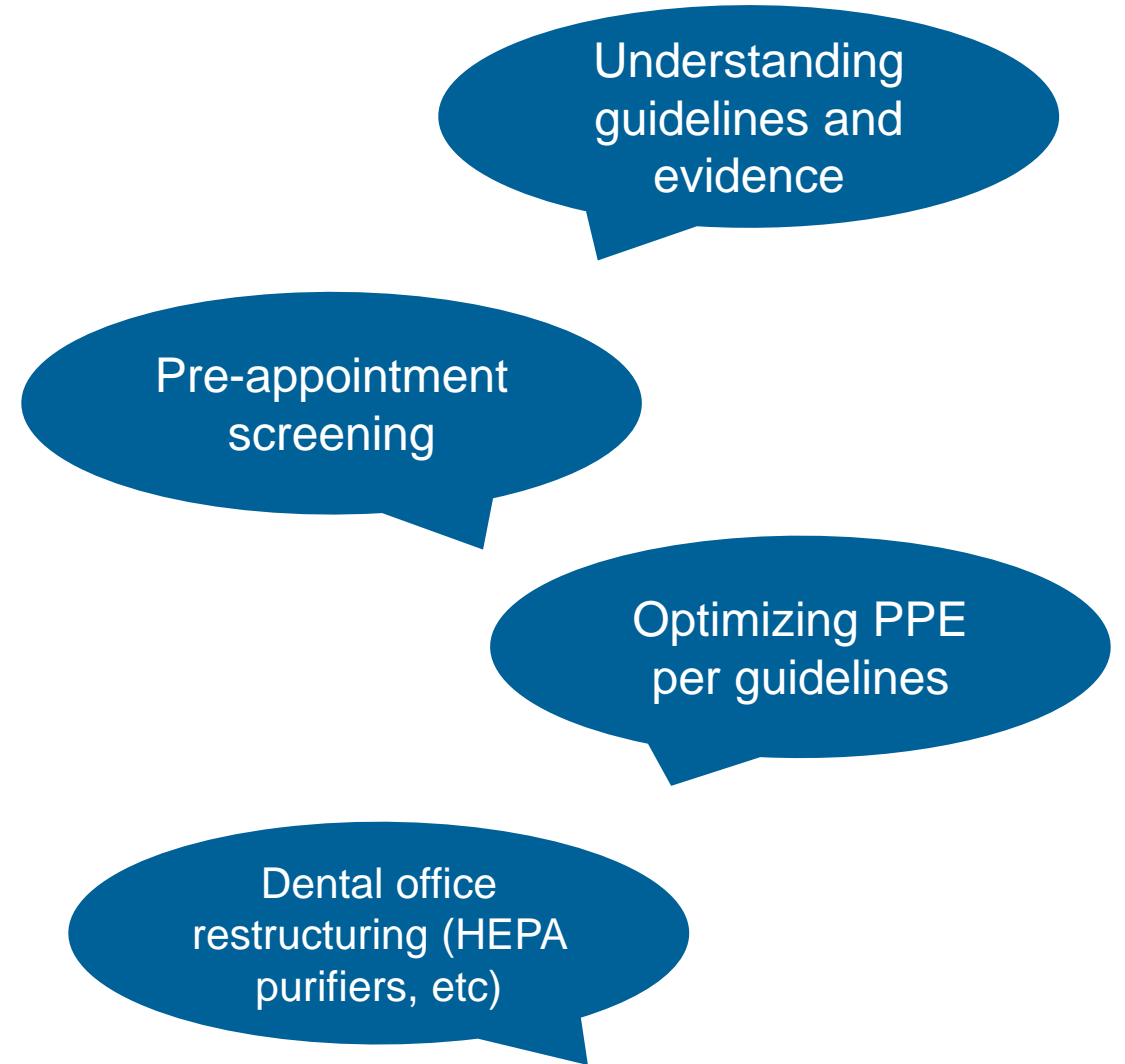 Understanding
guidelines and
evidence
Pre-appointment
screening
Optimizing PPE
per guidelines
Dental office
restructuring (HEPA
purifiers, etc)